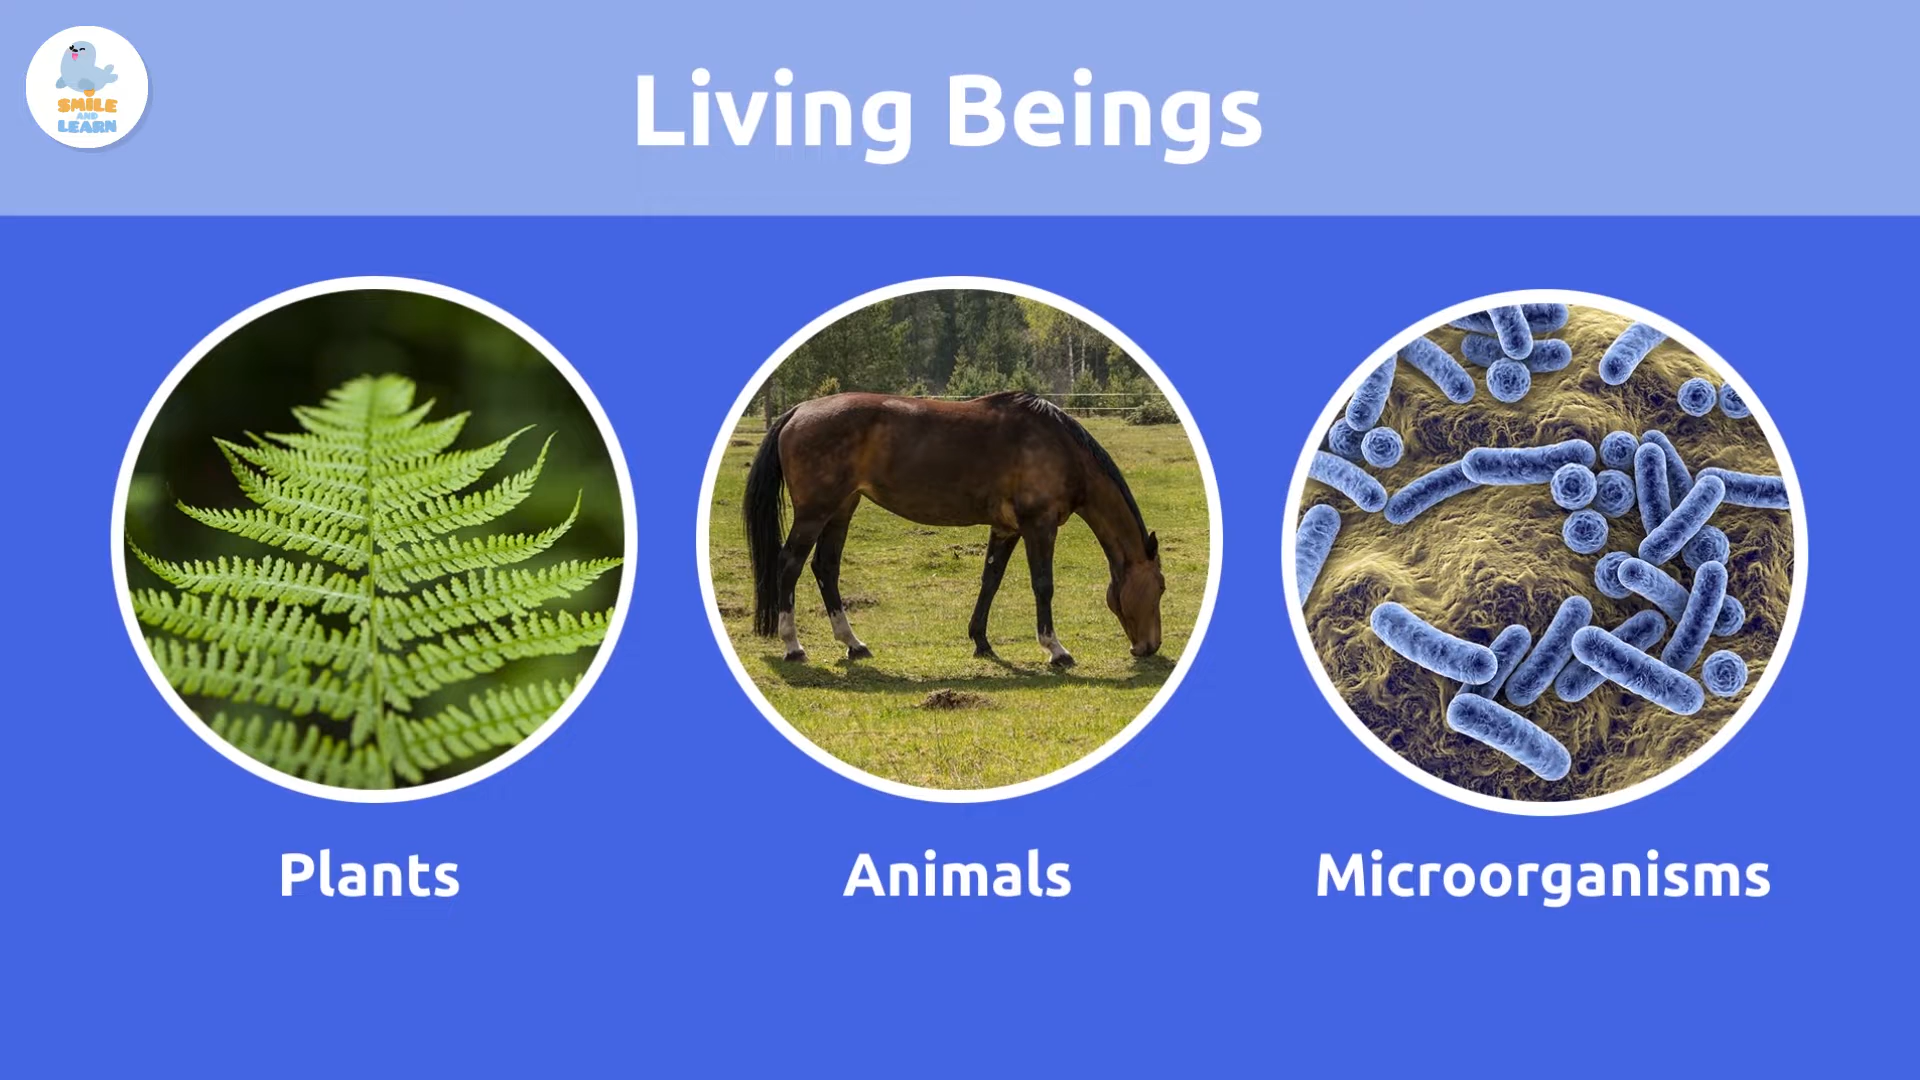 SMILE
AND
LEARN
Living Beings
Plants
Animals
Microorganisms